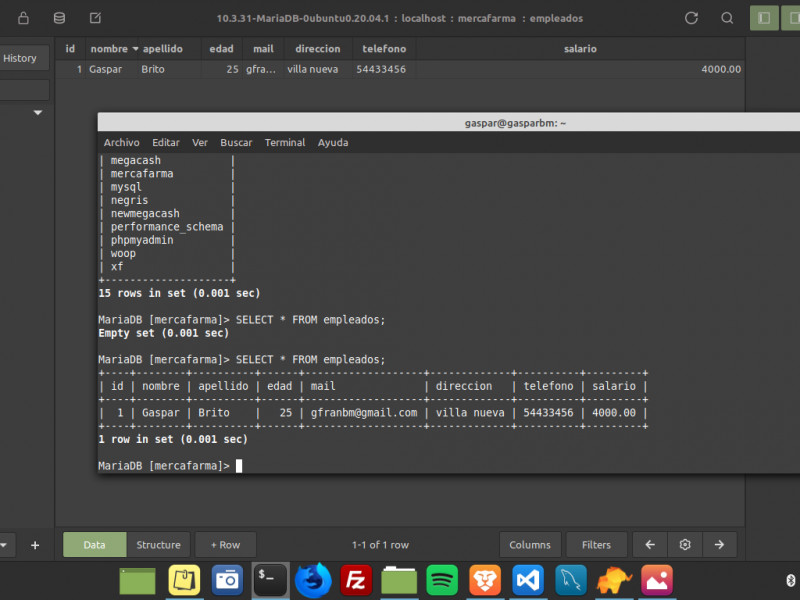 10.3.31-MariaDB-0ubuntu0.20.04.1 : localhost : mercafarma : empleados
History
id nombre apellido edad mail direccion telefono salario
1 Gaspar Brito 25 gfra… villa nueva 54433456 4000.00
gaspar@gasparbm: ~
Archivo Editar Ver Buscar Terminal Ayuda
| megacash |
| mercafarma |
| mysql |
| negris |
| newmegacash |
| performance_schema |
| phpmyadmin |
| woop |
| xf |
+--------------------+
15 rows in set (0.001 sec)
MariaDB [mercafarma]> SELECT * FROM empleados;
Empty set (0.001 sec)
MariaDB [mercafarma]> SELECT * FROM empleados;
+----+--------+----------+------+-------------------+-------------+----------+---------+
| id | nombre | apellido | edad | mail | direccion | telefono | salario |
+----+--------+----------+------+-------------------+-------------+----------+---------+
| 1 | Gaspar | Brito | 25 | gfranbm@gmail.com | villa nueva | 54433456 | 4000.00 |
+----+--------+----------+------+-------------------+-------------+----------+---------+
1 row in set (0.001 sec)
MariaDB [mercafarma]>
+ Data Structure + Row 1-1 of 1 row Columns Filters
$_ FZ